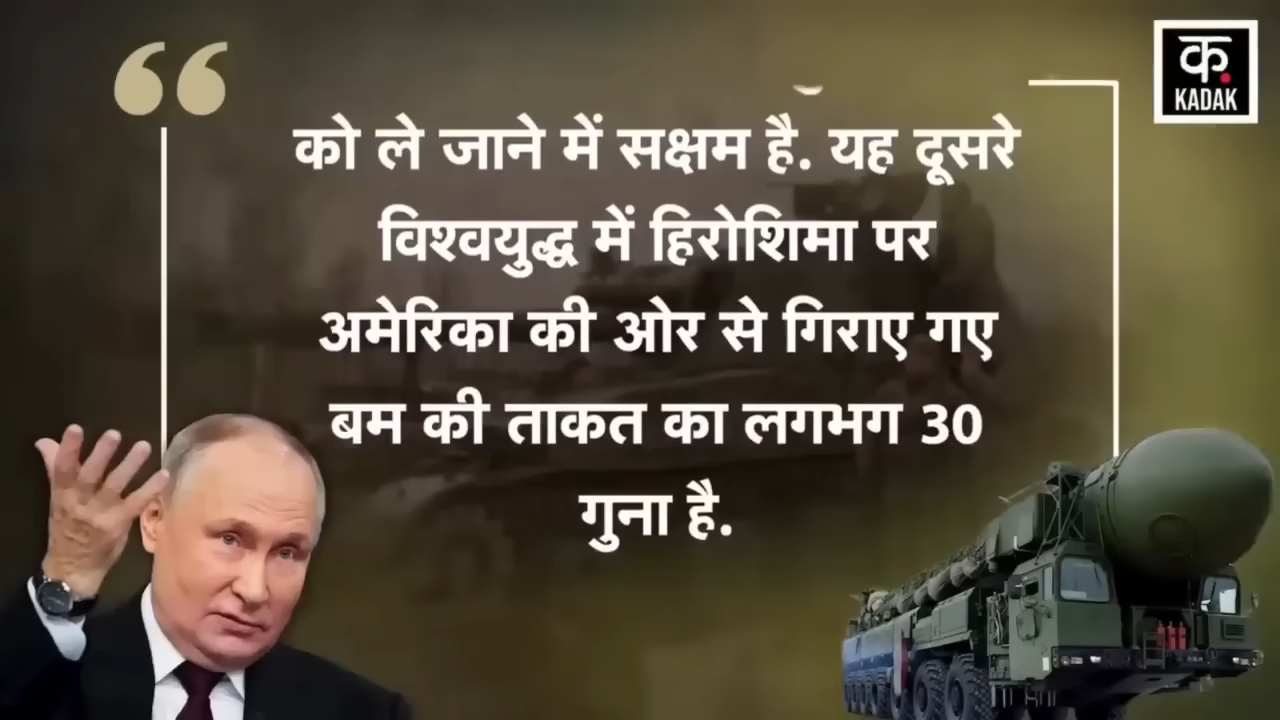 क.
KADAK
को ले जाने में सक्षम है. यह दूसरे
विश्वयुद्ध में हिरोशिमा पर
अमेरिका की ओर से गिराए गए
बम की ताकत का लगभग 30
गुना है.